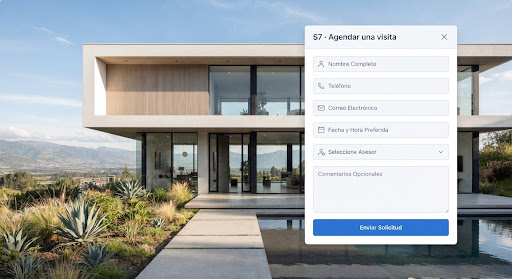 S7 · Agendar una visita
Nombre Completo
Teléfono
Correo Electrónico
Fecha y Hora Preferida
Seleccione Asesor
Comentarios Opcionales
Enviar Solicitud